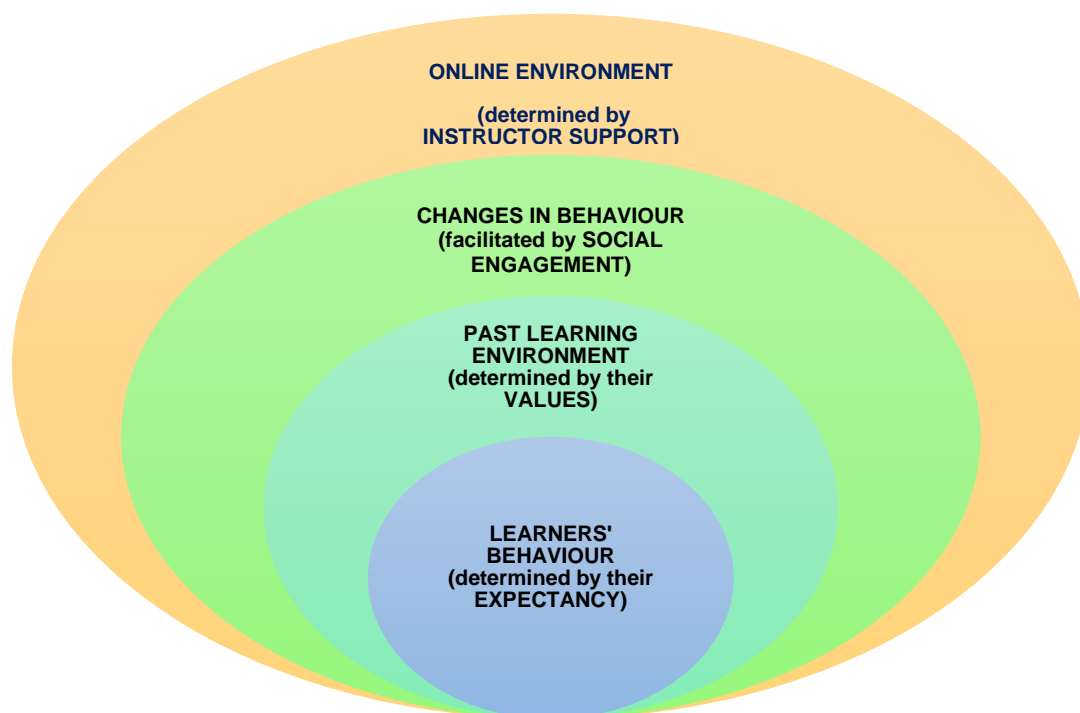 ONLINE ENVIRONMENT
(determined by
INSTRUCTOR SUPPORT)
CHANGES IN BEHAVIOUR
(facilitated by SOCIAL
ENGAGEMENT)
PAST LEARNING
ENVIRONMENT
(determined by their
VALUES)
LEARNERS'
BEHAVIOUR
(determined by their
EXPECTANCY)